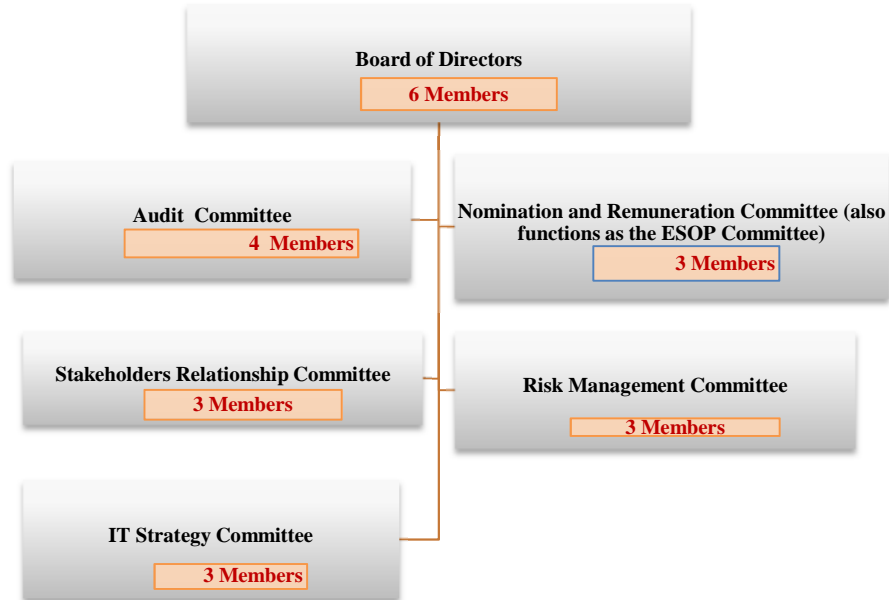 Board of Directors
6 Members
Audit Committee
4 Members
Nomination and Remuneration Committee (also
functions as the ESOP Committee)
3 Members
Stakeholders Relationship Committee
3 Members
Risk Management Committee
3 Members
IT Strategy Committee
3 Members